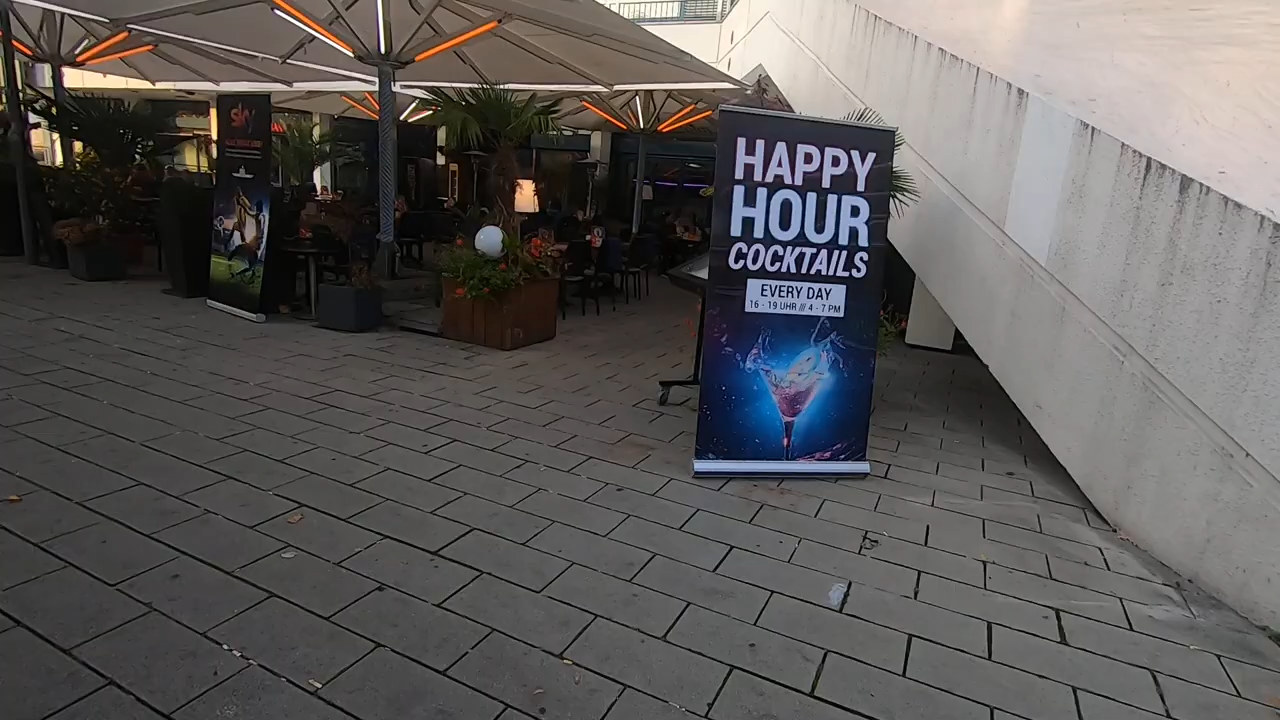 sky
HAPPY
HOUR
COCKTAILS
EVERY DAY
16 - 19 UHR /// 4 - 7 PM